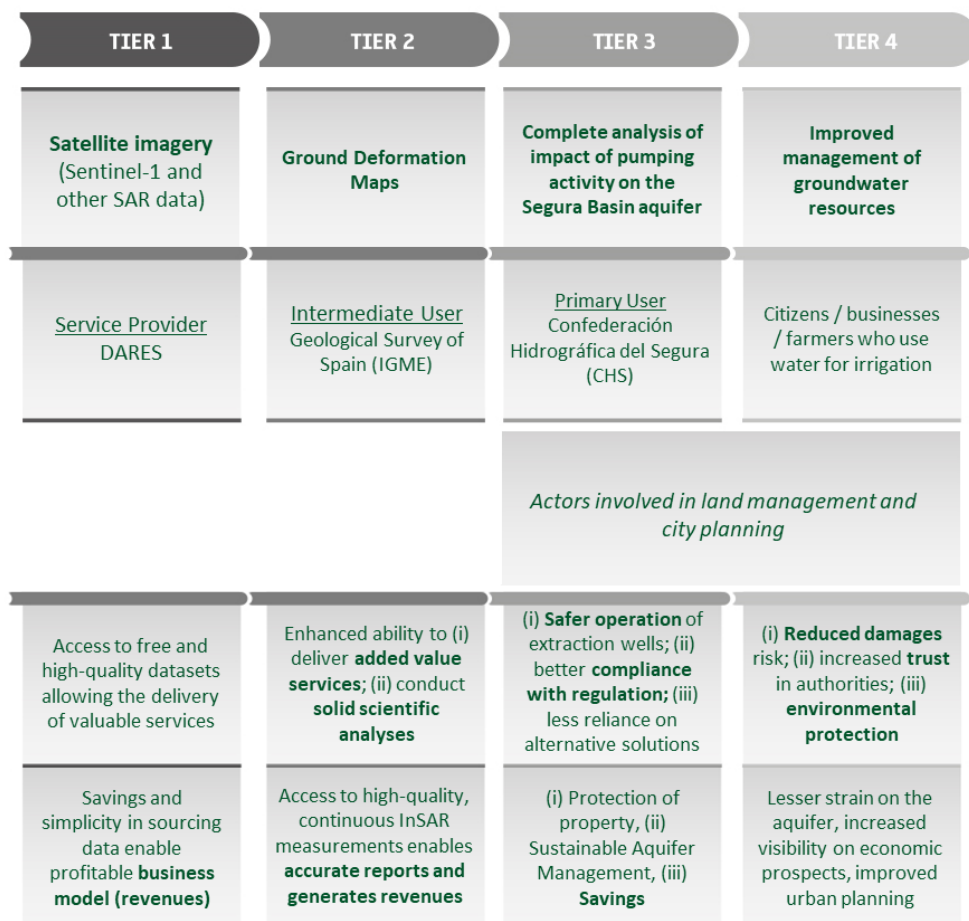 TIER 1
TIER 2
TIER 3
TIER 4
Satellite imagery
(Sentinel-1 and
other SAR data)
Ground Deformation
Maps
Complete analysis of
impact of pumping
activity on the
Segura Basin aquifer
Improved
management of
groundwater
resources
Service Provider
DARES
Intermediate User
Geological Survey of
Spain (IGME)
Primary User
Confederación
Hidrográfica del Segura
(CHS)
Citizens / businesses
/ farmers who use
water for irrigation
Actors involved in land management and
city planning
Access to free and
high-quality datasets
allowing the delivery
of valuable services
Enhanced ability to (i)
deliver added value
services; (ii) conduct
solid scientific
analyses
(i) Safer operation of
extraction wells; (ii)
better compliance
with regulation; (iii)
less reliance on
alternative solutions
(i) Reduced damages
risk; (ii) increased trust
in authorities; (iii)
environmental
protection
Savings and
simplicity in sourcing
data enable
profitable business
model (revenues)
Access to high-quality,
continuous InSAR
measurements enables
accurate reports and
generates revenues
(i) Protection of
property, (ii)
Sustainable Aquifer
Management, (iii)
Savings
Lesser strain on the
aquifer, increased
visibility on economic
prospects, improved
urban planning